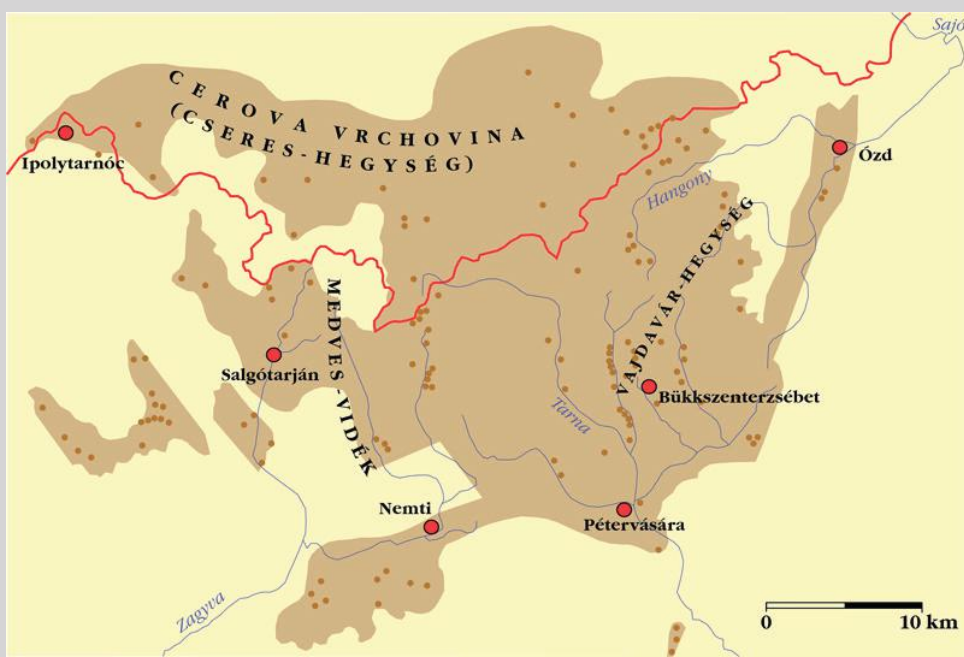 Sajó
CEROVA VRCHOVINA
(CSERES-HEGYSÉG)
Ipolytarnóc
Ózd
Hangony
VAJDAVÁR-HEGYSÉG
MEDVES-VIDÉK
Salgótarján
Bükkszenterzsébet
Tarna
Nemti
Pétervására
Zagyva
0 10 km